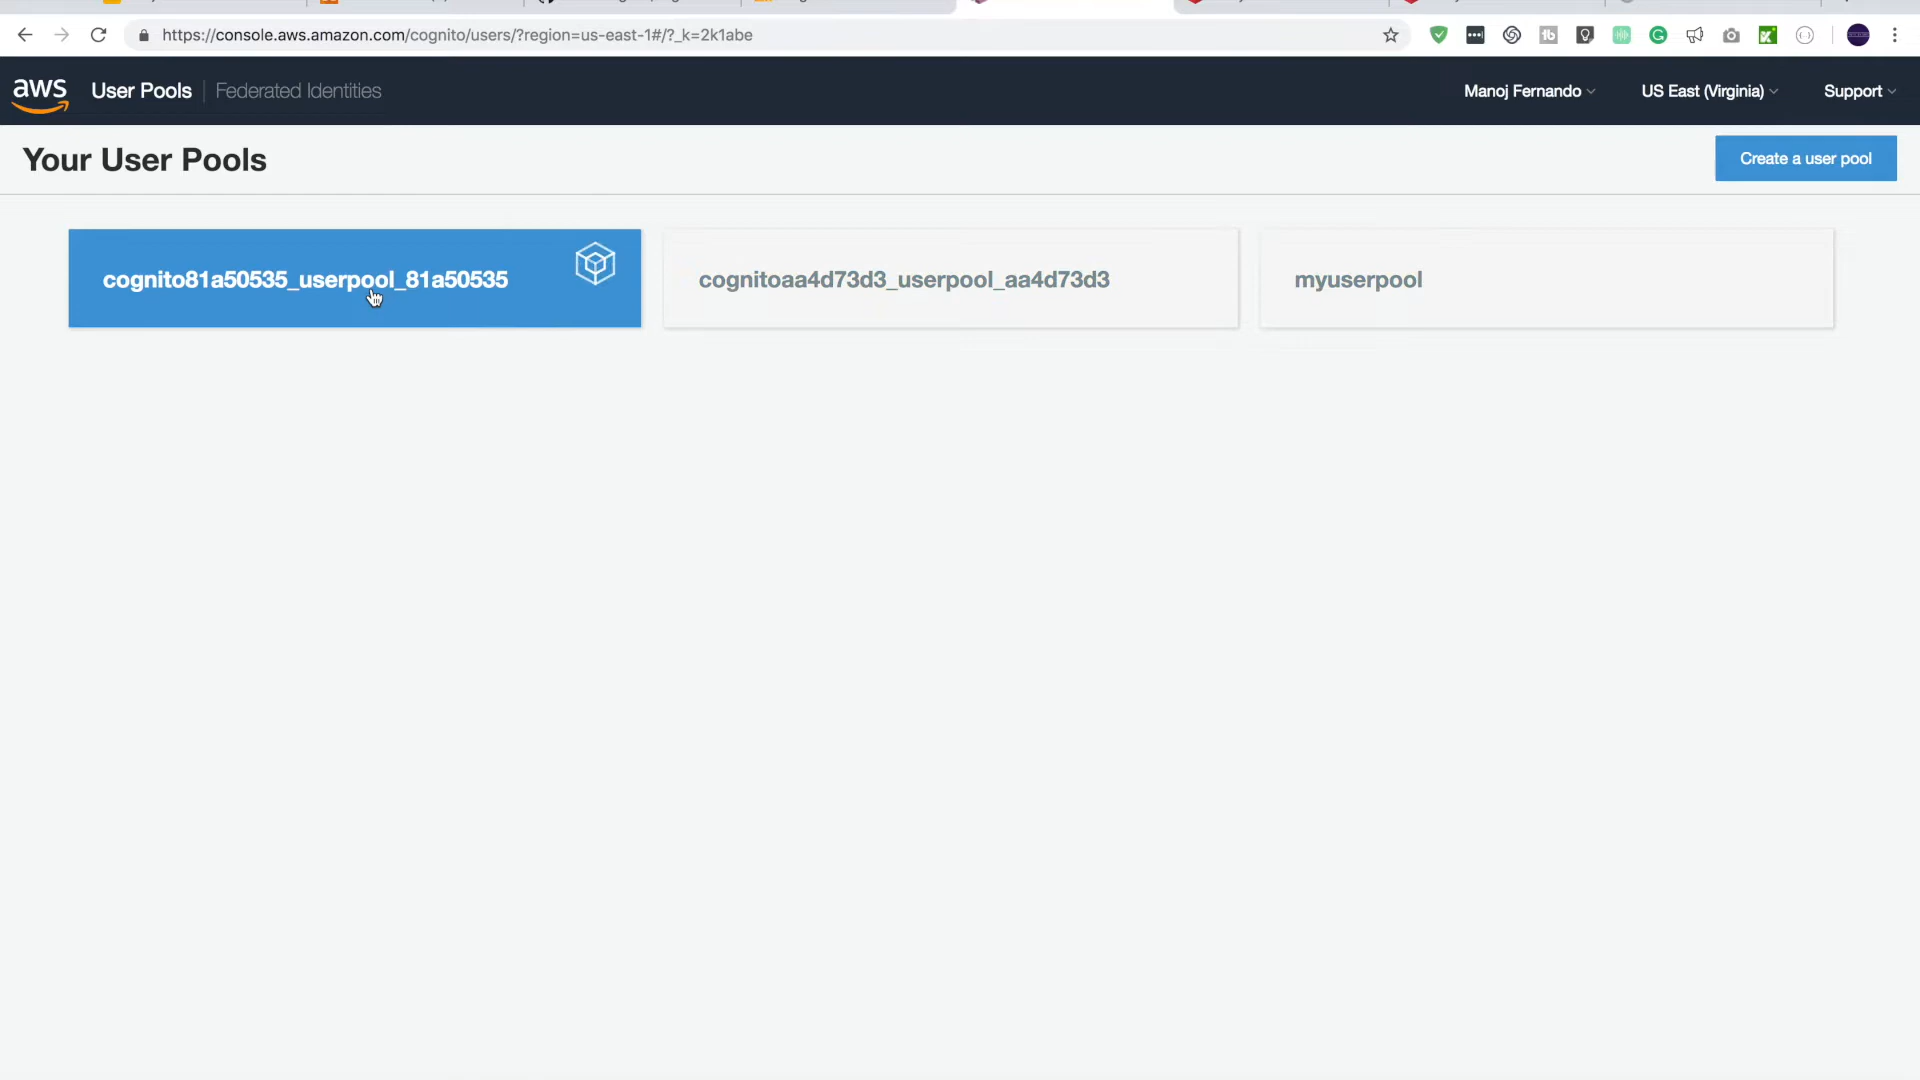 https://console.aws.amazon.com/cognito/users/?region=us-east-1#/?_k=2k1abe
aws
User Pools
Federated Identities
Manoj Fernando
US East (Virginia)
Support
Your User Pools
Create a user pool
cognito81a50535_userpool_81a50535
cognitoaa4d73d3_userpool_aa4d73d3
myuserpool